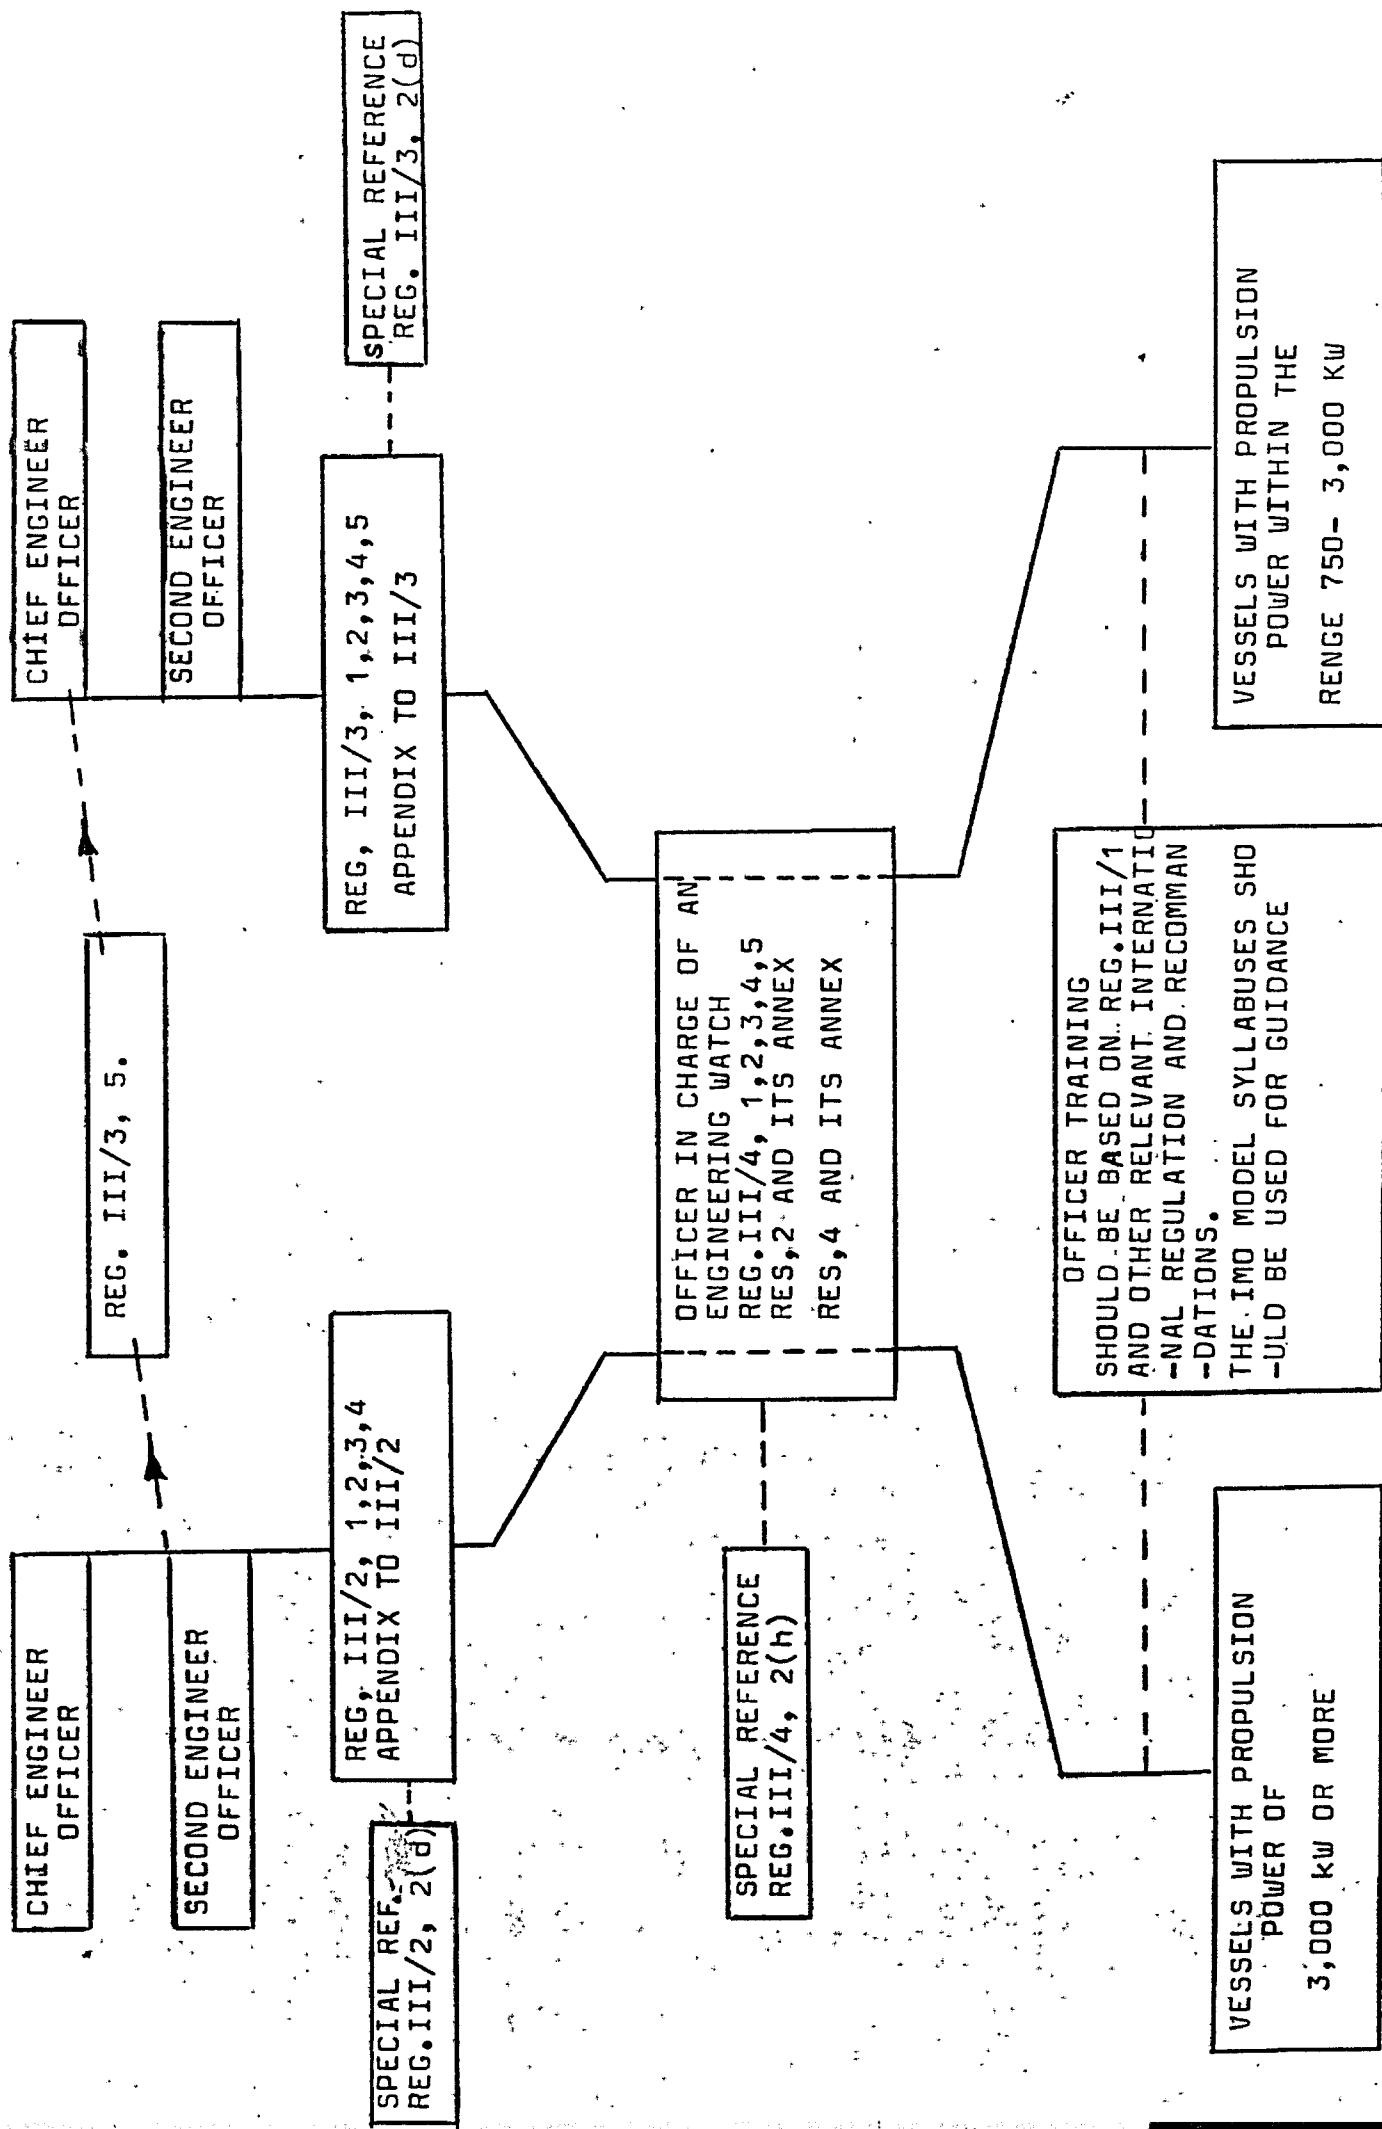 CHIEF ENGINEER
OFFICER
SECOND ENGINEER
OFFICER
REG. III/3, 5.
CHIEF ENGINEER
OFFICER
SECOND ENGINEER
OFFICER
SPECIAL REF.
REG.III/2, 2(d)
REG, III/2, 1,2,3,4
APPENDIX TO III/2
REG, III/3, 1,2,3,4,5
APPENDIX TO III/3
SPECIAL REFERENCE
REG. III/3, 2(d)
SPECIAL REFERENCE
REG.III/4, 2(h)
OFFICER IN CHARGE OF AN
ENGINEERING WATCH
REG.III/4, 1,2,3,4,5
RES,2 AND ITS ANNEX
RES,4 AND ITS ANNEX
VESSELS WITH PROPULSION
POWER OF
3,000 kW OR MORE
OFFICER TRAINING
SHOULD BE BASED ON REG.III/1
AND OTHER RELEVANT INTERNATIO
-NAL REGULATION AND RECOMMAN
-DATIONS.
THE IMO MODEL SYLLABUSES SHO
-ULD BE USED FOR GUIDANCE
VESSELS WITH PROPULSION
POWER WITHIN THE
RENGE 750- 3,000 KW